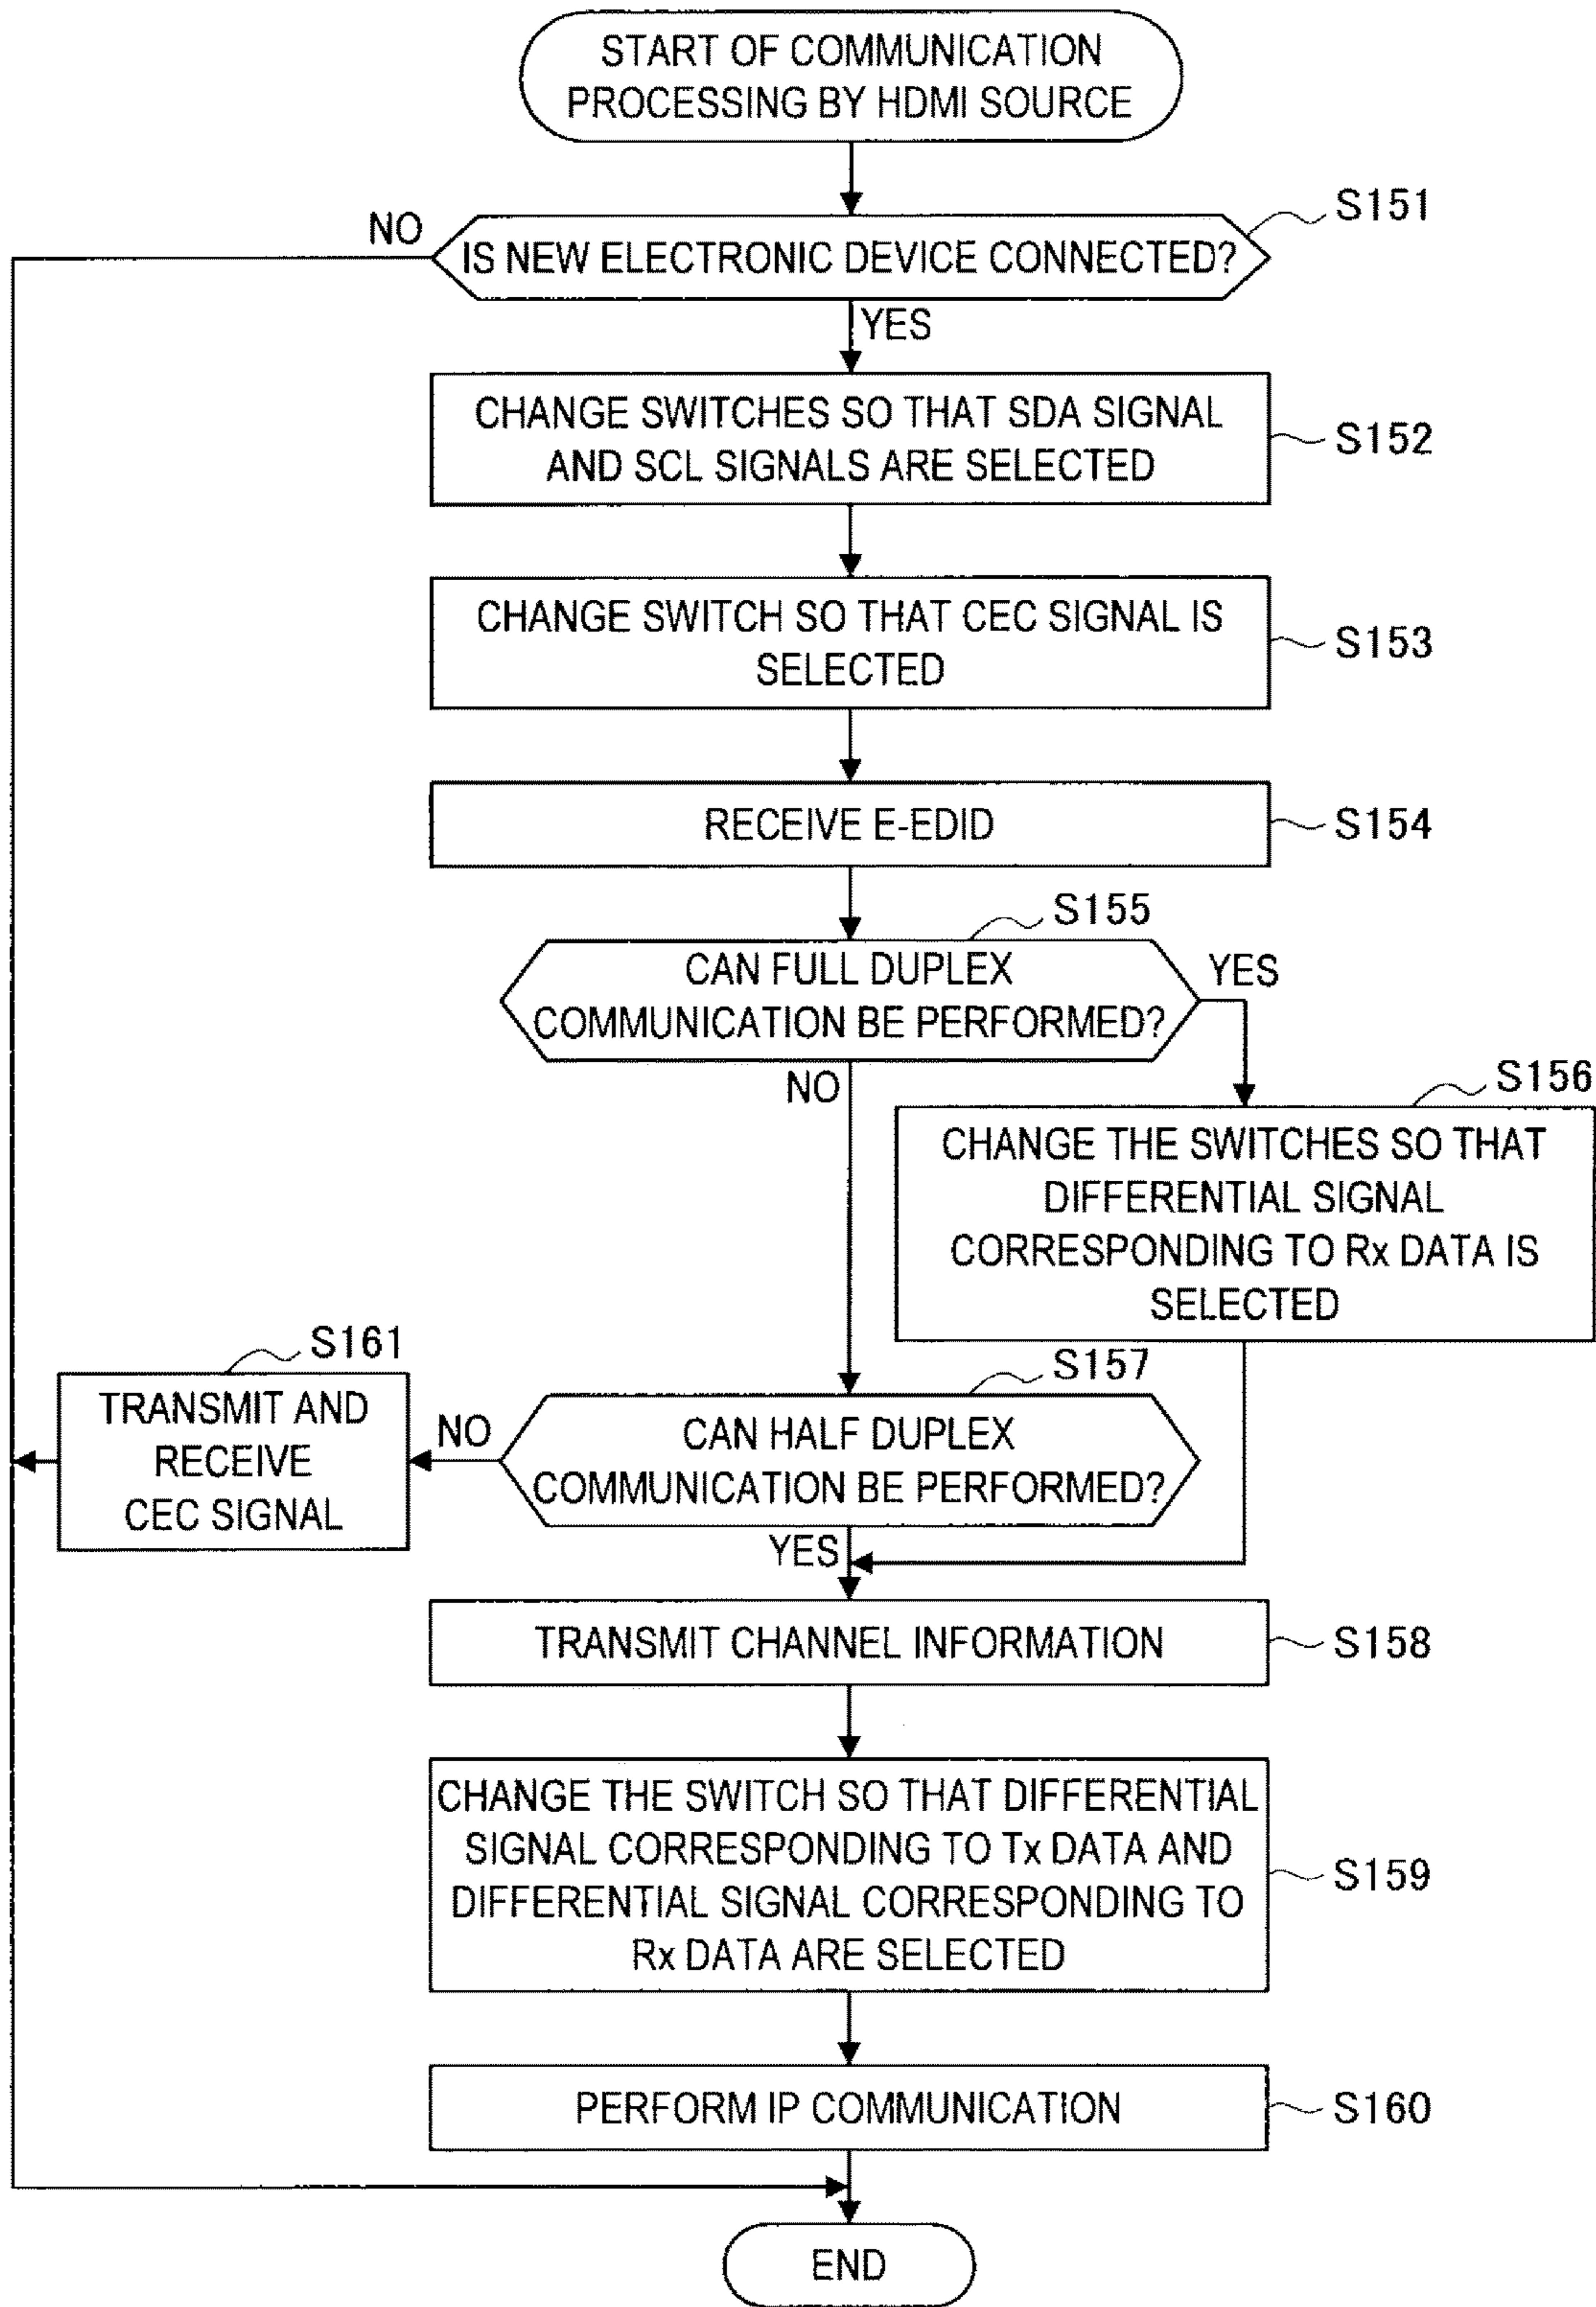 START OF COMMUNICATION
PROCESSING BY HDMI SOURCE
S151
NO
IS NEW ELECTRONIC DEVICE CONNECTED?
YES
CHANGE SWITCHES SO THAT SDA SIGNAL
AND SCL SIGNALS ARE SELECTED
S152
CHANGE SWITCH SO THAT CEC SIGNAL IS
SELECTED
S153
RECEIVE E-EDID
S154
S155
CAN FULL DUPLEX
COMMUNICATION BE PERFORMED?
YES
NO
S156
CHANGE THE SWITCHES SO THAT
DIFFERENTIAL SIGNAL
CORRESPONDING TO Rx DATA IS
SELECTED
S161
TRANSMIT AND
RECEIVE
CEC SIGNAL
NO
S157
CAN HALF DUPLEX
COMMUNICATION BE PERFORMED?
YES
TRANSMIT CHANNEL INFORMATION
S158
CHANGE THE SWITCH SO THAT DIFFERENTIAL
SIGNAL CORRESPONDING TO Tx DATA AND
DIFFERENTIAL SIGNAL CORRESPONDING TO
Rx DATA ARE SELECTED
S159
PERFORM IP COMMUNICATION
S160
END